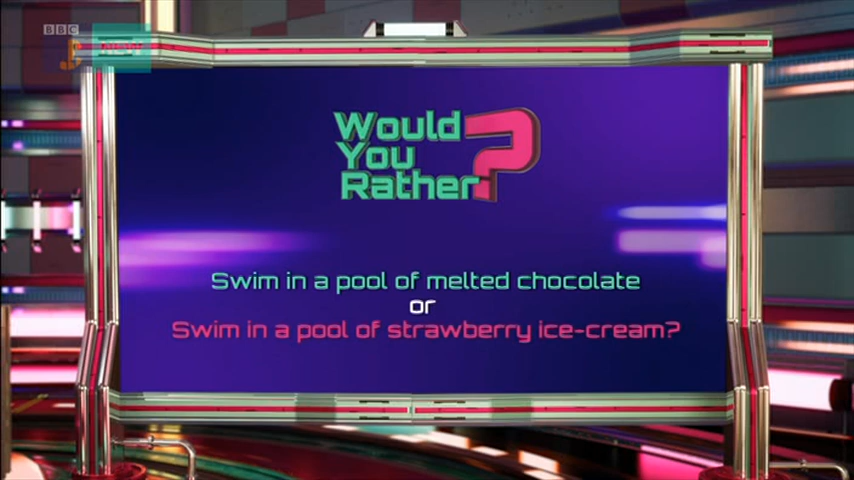 BBC
Would
You
Rather?
Swim in a pool of melted chocolate
or
Swim in a pool of strawberry ice-cream?